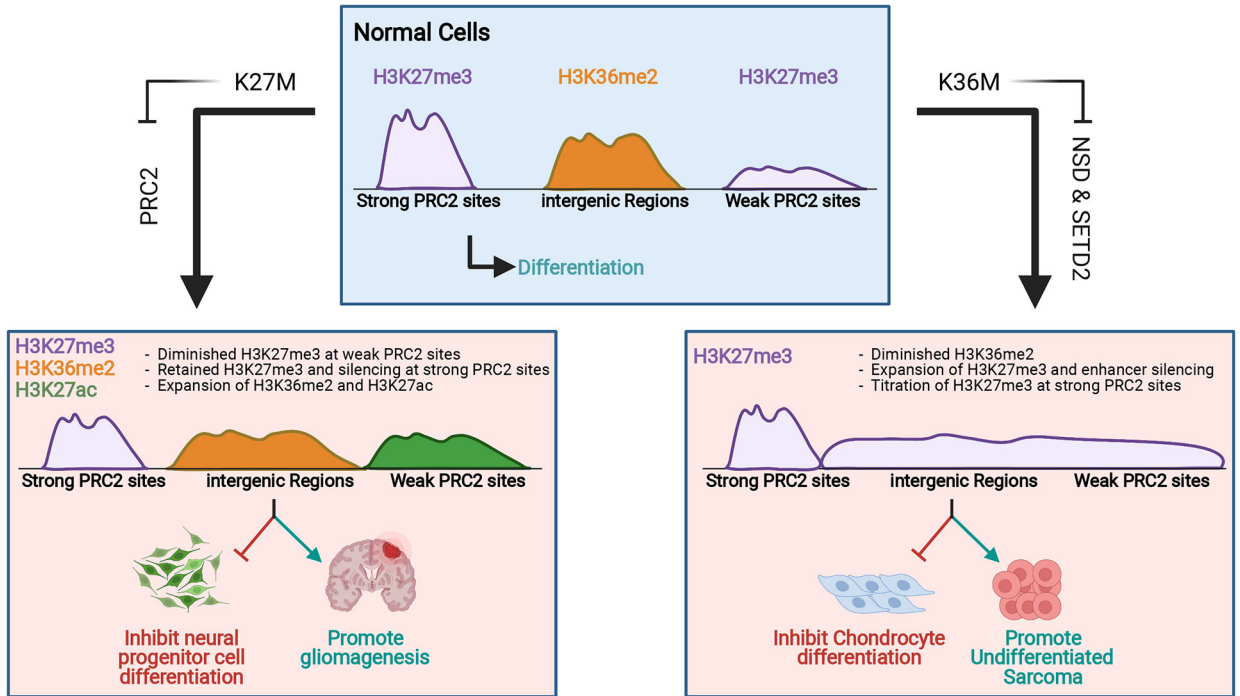 Normal Cells
H3K27me3
H3K36me2
H3K27me3
Strong PRC2 sites
intergenic Regions
Weak PRC2 sites
Differentiation
K27M
PRC2
K36M
NSD & SETD2
H3K27me3
H3K36me2
H3K27ac
- Diminished H3K27me3 at weak PRC2 sites
- Retained H3K27me3 and silencing at strong PRC2 sites
- Expansion of H3K36me2 and H3K27ac
Strong PRC2 sites
intergenic Regions
Weak PRC2 sites
Inhibit neural
progenitor cell
differentiation
Promote
gliomagenesis
H3K27me3
- Diminished H3K36me2
- Expansion of H3K27me3 and enhancer silencing
- Titration of H3K27me3 at strong PRC2 sites
Strong PRC2 sites
intergenic Regions
Weak PRC2 sites
Inhibit Chondrocyte
differentiation
Promote
Undifferentiated
Sarcoma